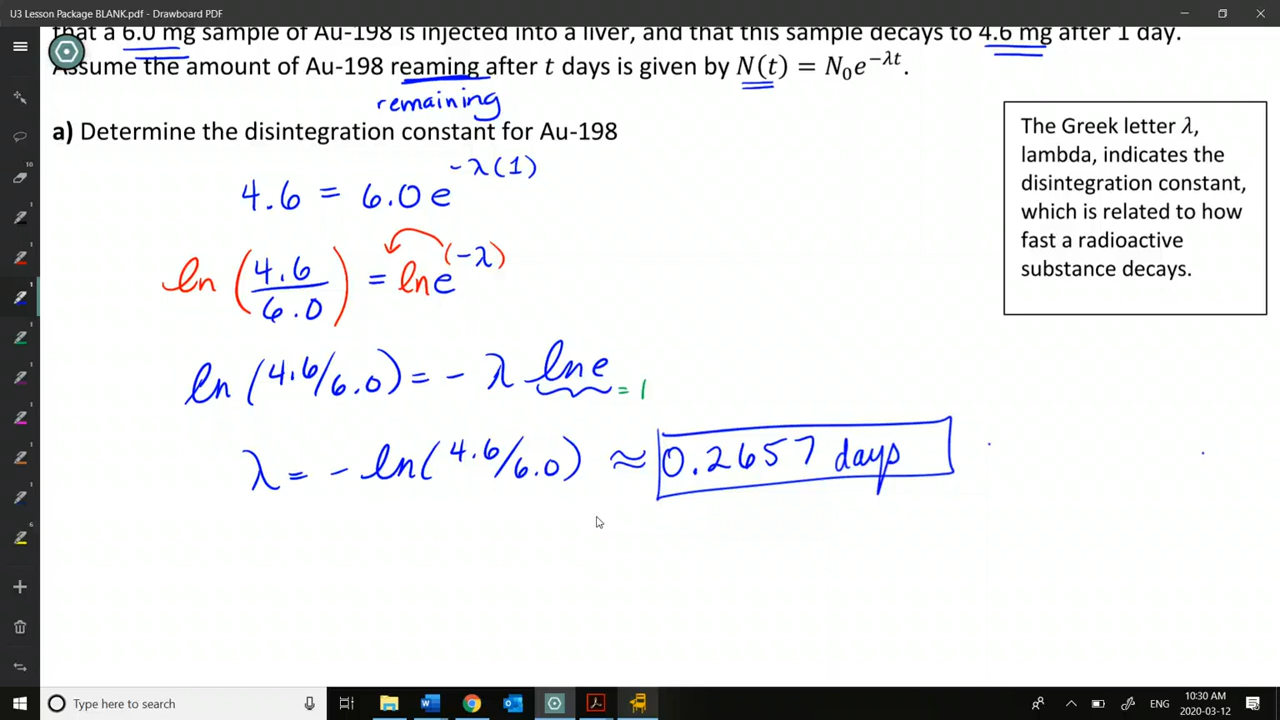 U3 Lesson Package BLANK.pdf - Drawboard PDF
that a 6.0 mg sample of Au-198 is injected into a liver, and that this sample decays to 4.6 mg after 1 day.
Assume the amount of Au-198 reaming after t days is given by N(t) = N₀e^{-λt}.
remaining
a) Determine the disintegration constant for Au-198
4.6 = 6.0 e^{-λ(1)}
ln (4.6/6.0) = ln e^{(-λ)}
ln (4.6/6.0) = - λ ln e = 1
λ = - ln(4.6/6.0) ≈ 0.2657 days
The Greek letter λ,
lambda, indicates the
disintegration constant,
which is related to how
fast a radioactive
substance decays.
Type here to search
ENG
10:30 AM
2020-03-12